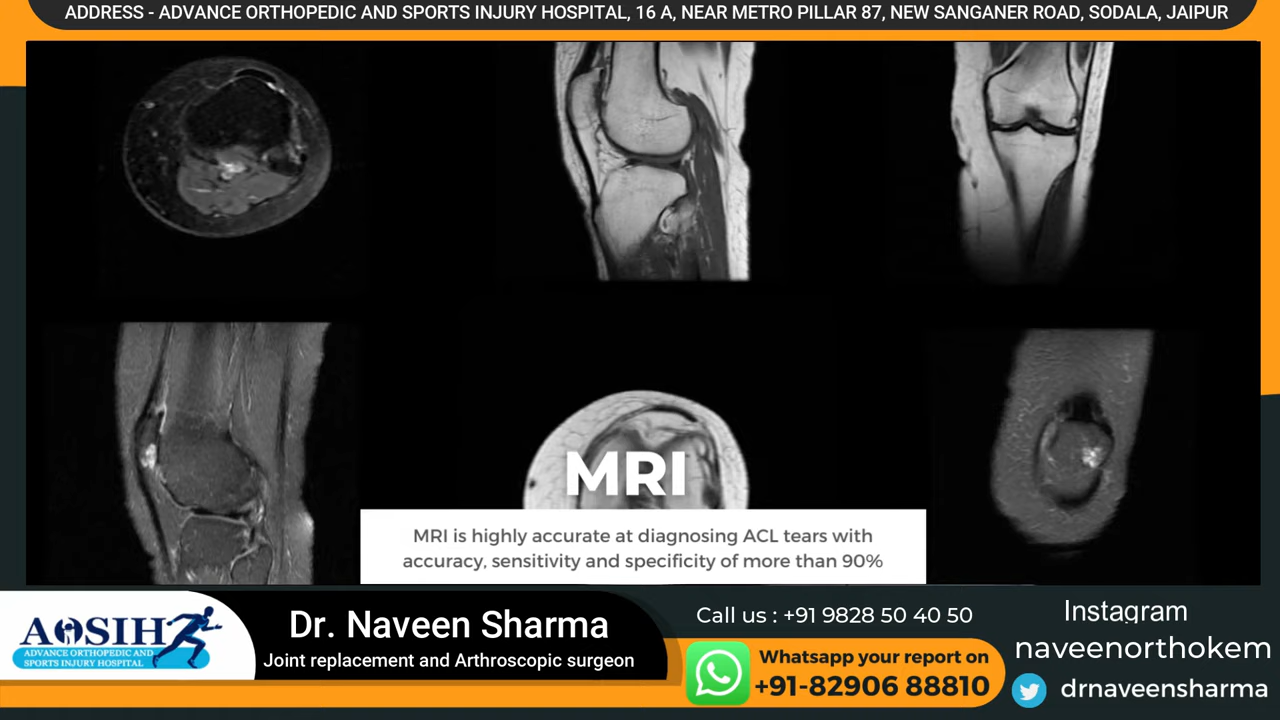 ADDRESS - ADVANCE ORTHOPEDIC AND SPORTS INJURY HOSPITAL, 16 A, NEAR METRO PILLAR 87, NEW SANGANER ROAD, SODALA, JAIPUR
MRI
MRI is highly accurate at diagnosing ACL tears with
accuracy, sensitivity and specificity of more than 90%
AOSIH
ADVANCE ORTHOPEDIC AND
SPORTS INJURY HOSPITAL
Dr. Naveen Sharma
Joint replacement and Arthroscopic surgeon
Call us : +91 9828 50 40 50
Whatsapp your report on
+91-82906 88810
Instagram
naveenorthokem
drnaveensharma